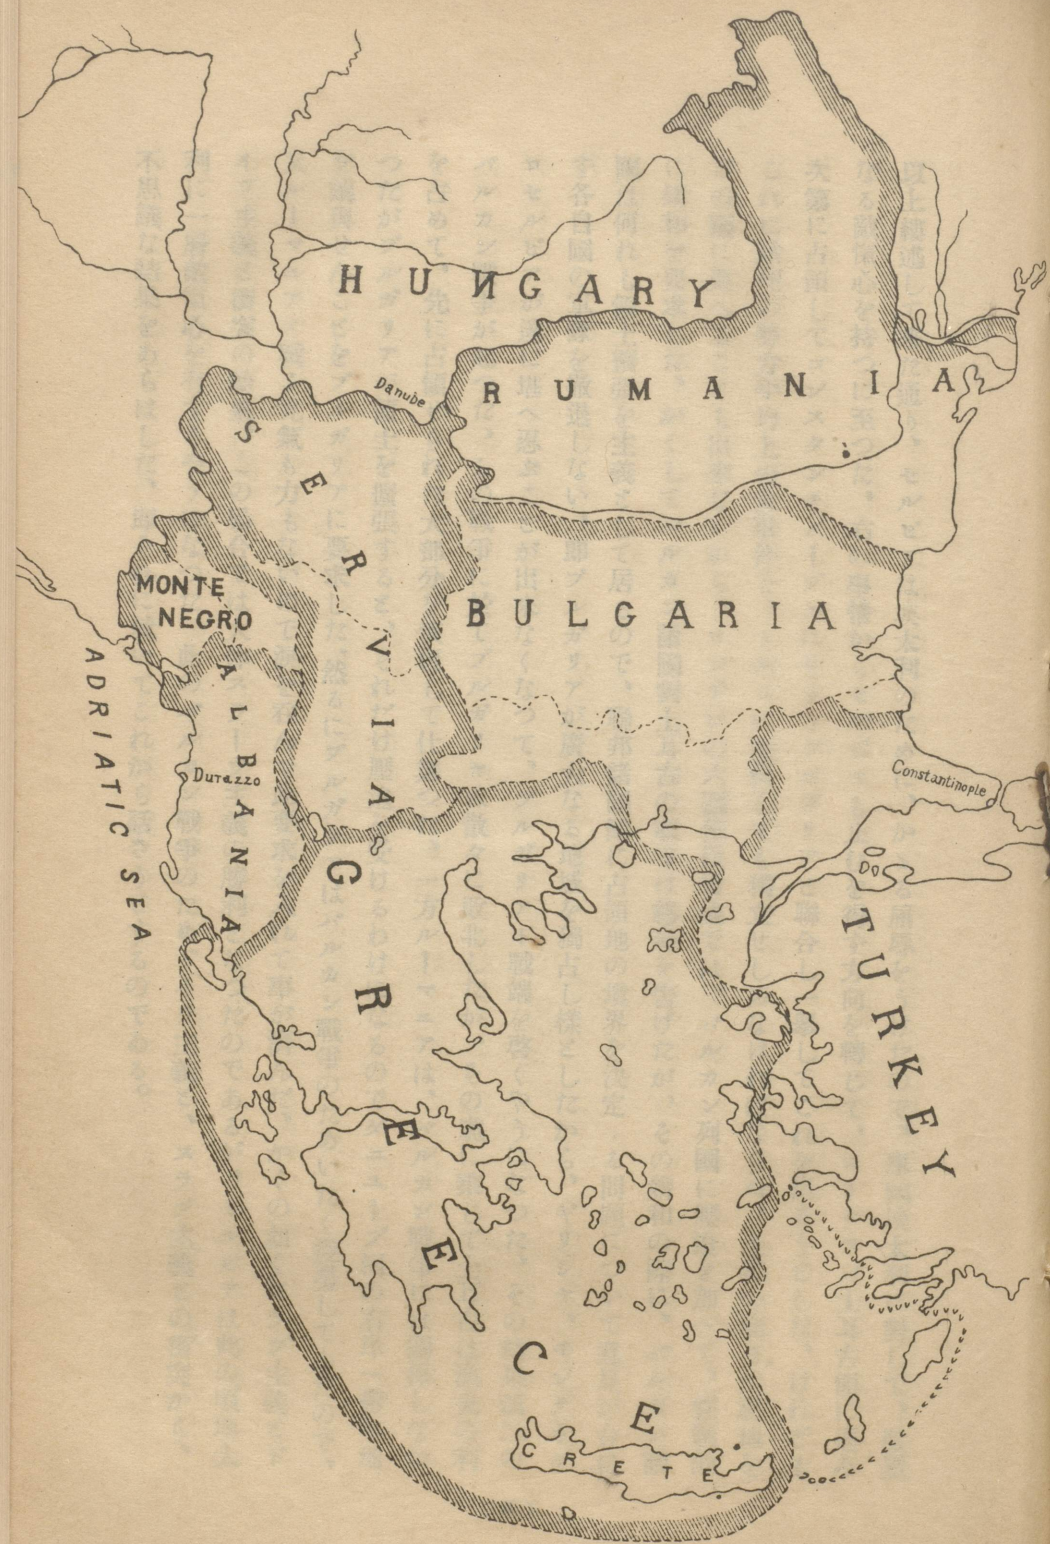 HUNGARY
Danube
RUMANIA
SERVIA
MONTE
NEGRO
BULGARIA
ADRIATIC SEA
ALBANIA
Durazzo
Constantinople
GREECE
TURKEY
CRETE